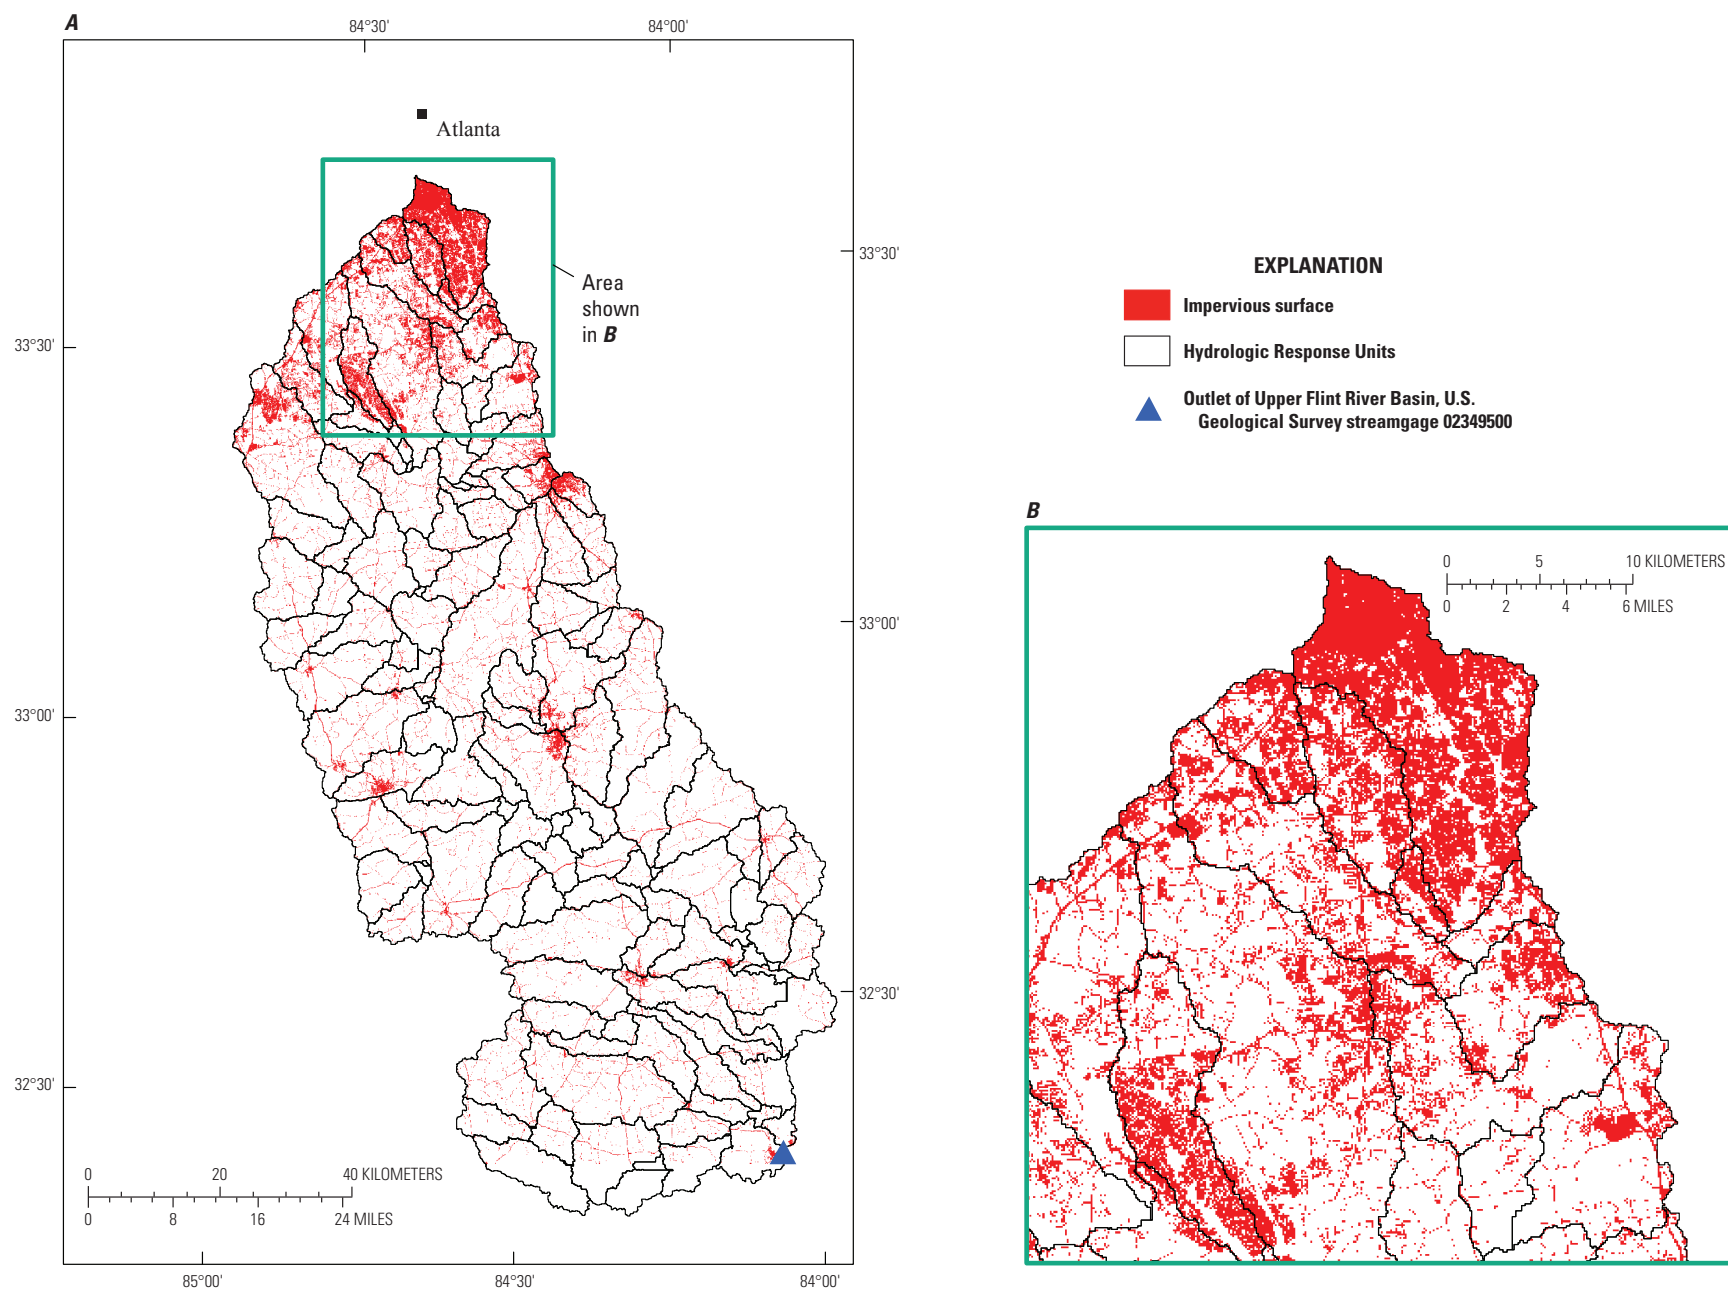 A
84°30'
84°00'
Atlanta
33°30'
Area
shown
in B
33°30'
33°00'
33°00'
32°30'
32°30'
0 20 40 KILOMETERS
0 8 16 24 MILES
85°00'
84°30'
84°00'
EXPLANATION
Impervious surface
Hydrologic Response Units
Outlet of Upper Flint River Basin, U.S.
Geological Survey streamgage 02349500
B
0 5 10 KILOMETERS
0 2 4 6 MILES